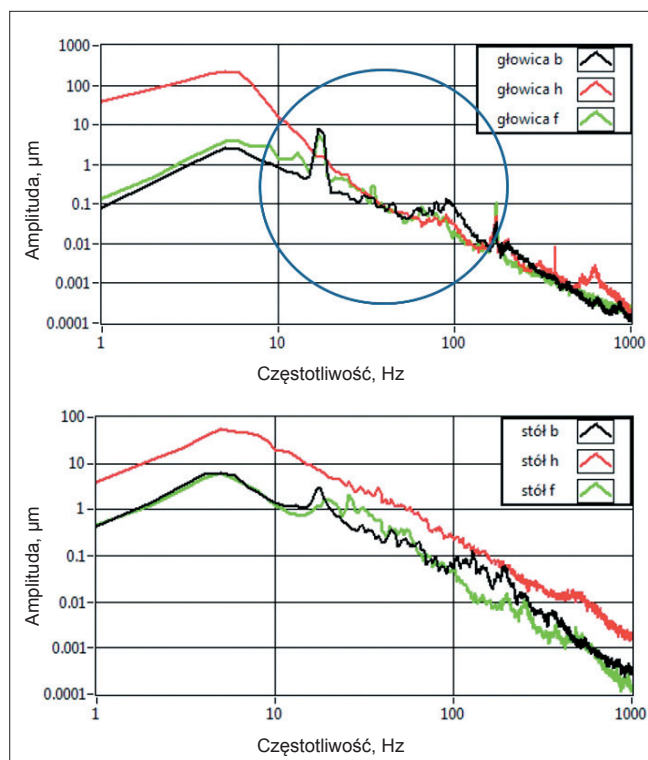 1000
głowica b
100
głowica h
10
głowica f
1
0.1
0.01
0.001
0.0001
Amplituda, µm
1
10
100
1000
Częstotliwość, Hz
100
stół b
10
stół h
1
stół f
0.1
0.01
0.001
0.0001
Amplituda, µm
1
10
100
1000
Częstotliwość, Hz